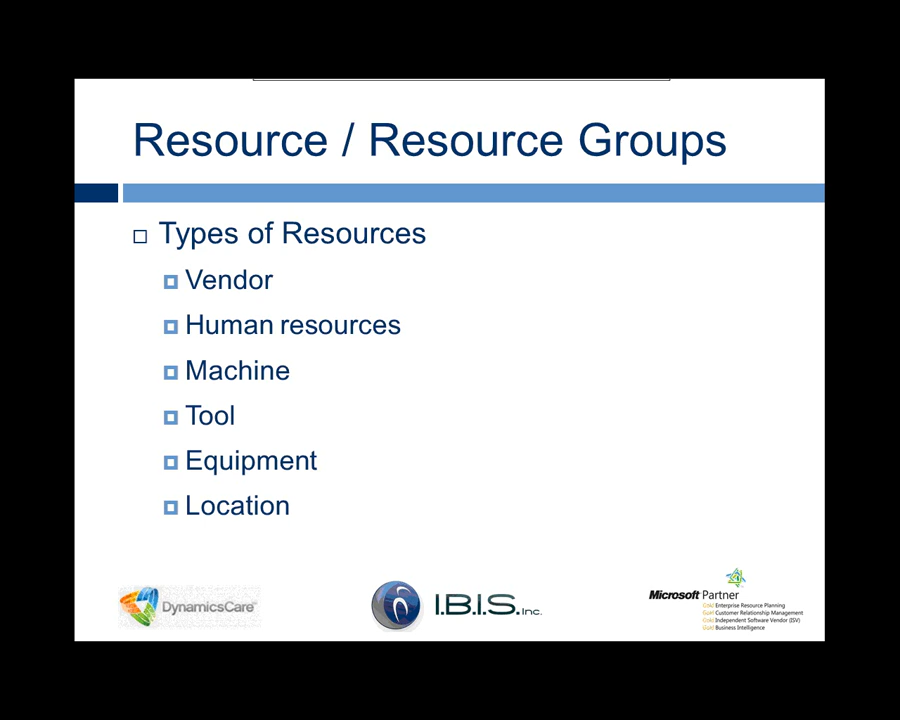 Resource / Resource Groups
Types of Resources
Vendor
Human resources
Machine
Tool
Equipment
Location
DynamicsCare™
I.B.I.S. Inc.
Microsoft Partner
Gold Enterprise Resource Planning
Gold Customer Relationship Management
Gold Independent Software Vendor (ISV)
Gold Business Intelligence